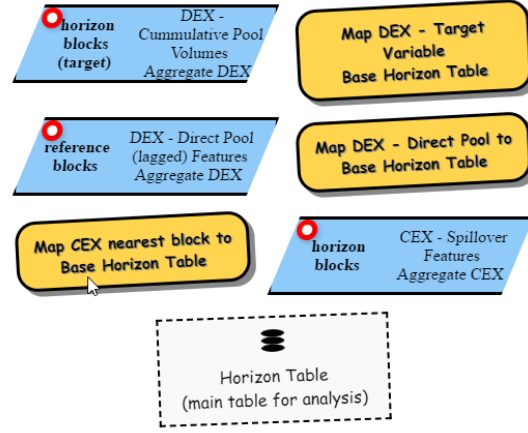 horizon
blocks
(target)
DEX -
Cummulative Pool
Volumes
Aggregate DEX
Map DEX - Target
Variable
Base Horizon Table
reference
blocks
DEX - Direct Pool
(lagged) Features
Aggregate DEX
Map DEX - Direct Pool to
Base Horizon Table
Map CEX nearest block to
Base Horizon Table
horizon
blocks
CEX - Spillover
Features
Aggregate CEX
Horizon Table
(main table for analysis)